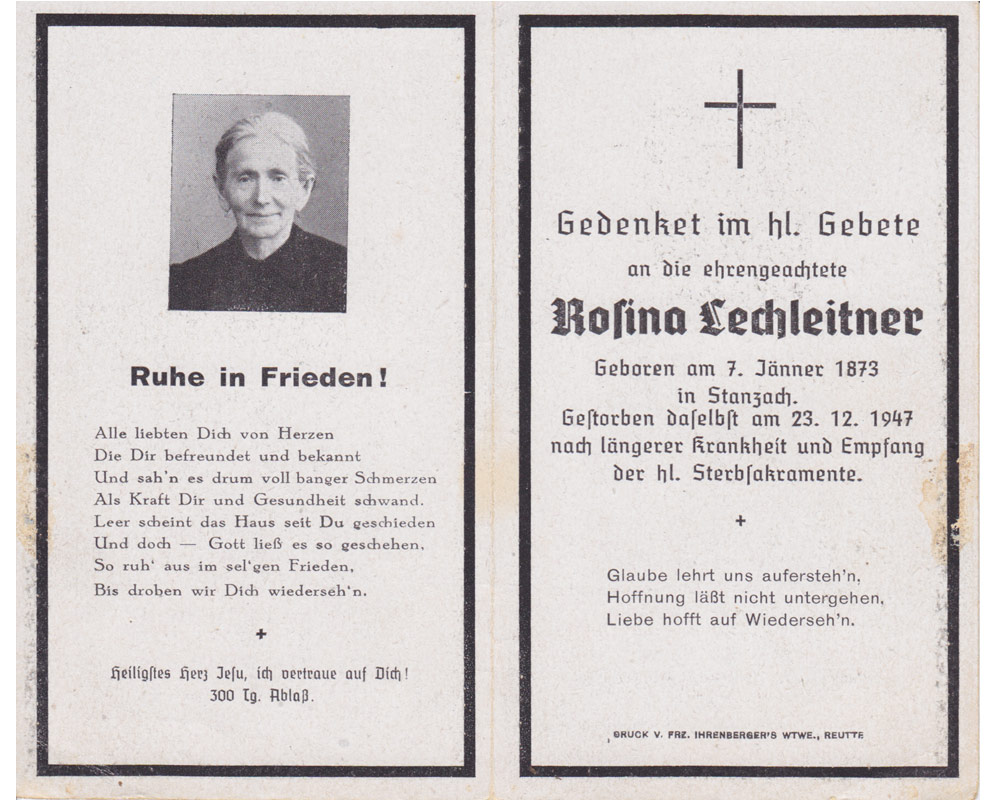 Ruhe in Frieden!
Alle liebten Dich von Herzen
Die Dir befreundet und bekannt
Und sah'n es drum voll banger Schmerzen
Als Kraft Dir und Gesundheit schwand.
Leer scheint das Haus seit Du geschieden
Und doch — Gott ließ es so geschehen,
So ruh' aus im sel'gen Frieden,
Bis droben wir Dich wiederseh'n.
Heiligstes Herz Jesu, ich vertraue auf Dich!
300 Tg. Ablaß.
Gedenket im hl. Gebete
an die ehrengeachtete
Rosina Lechleitner
Geboren am 7. Jänner 1873
in Stanzach.
Gestorben daselbst am 23. 12. 1947
nach längerer Krankheit und Empfang
der hl. Sterbsakramente.
Glaube lehrt uns aufersteh'n,
Hoffnung läßt nicht untergehen,
Liebe hofft auf Wiederseh'n.
DRUCK V. FRZ. IHRENBERGER'S WTWE., REUTTE